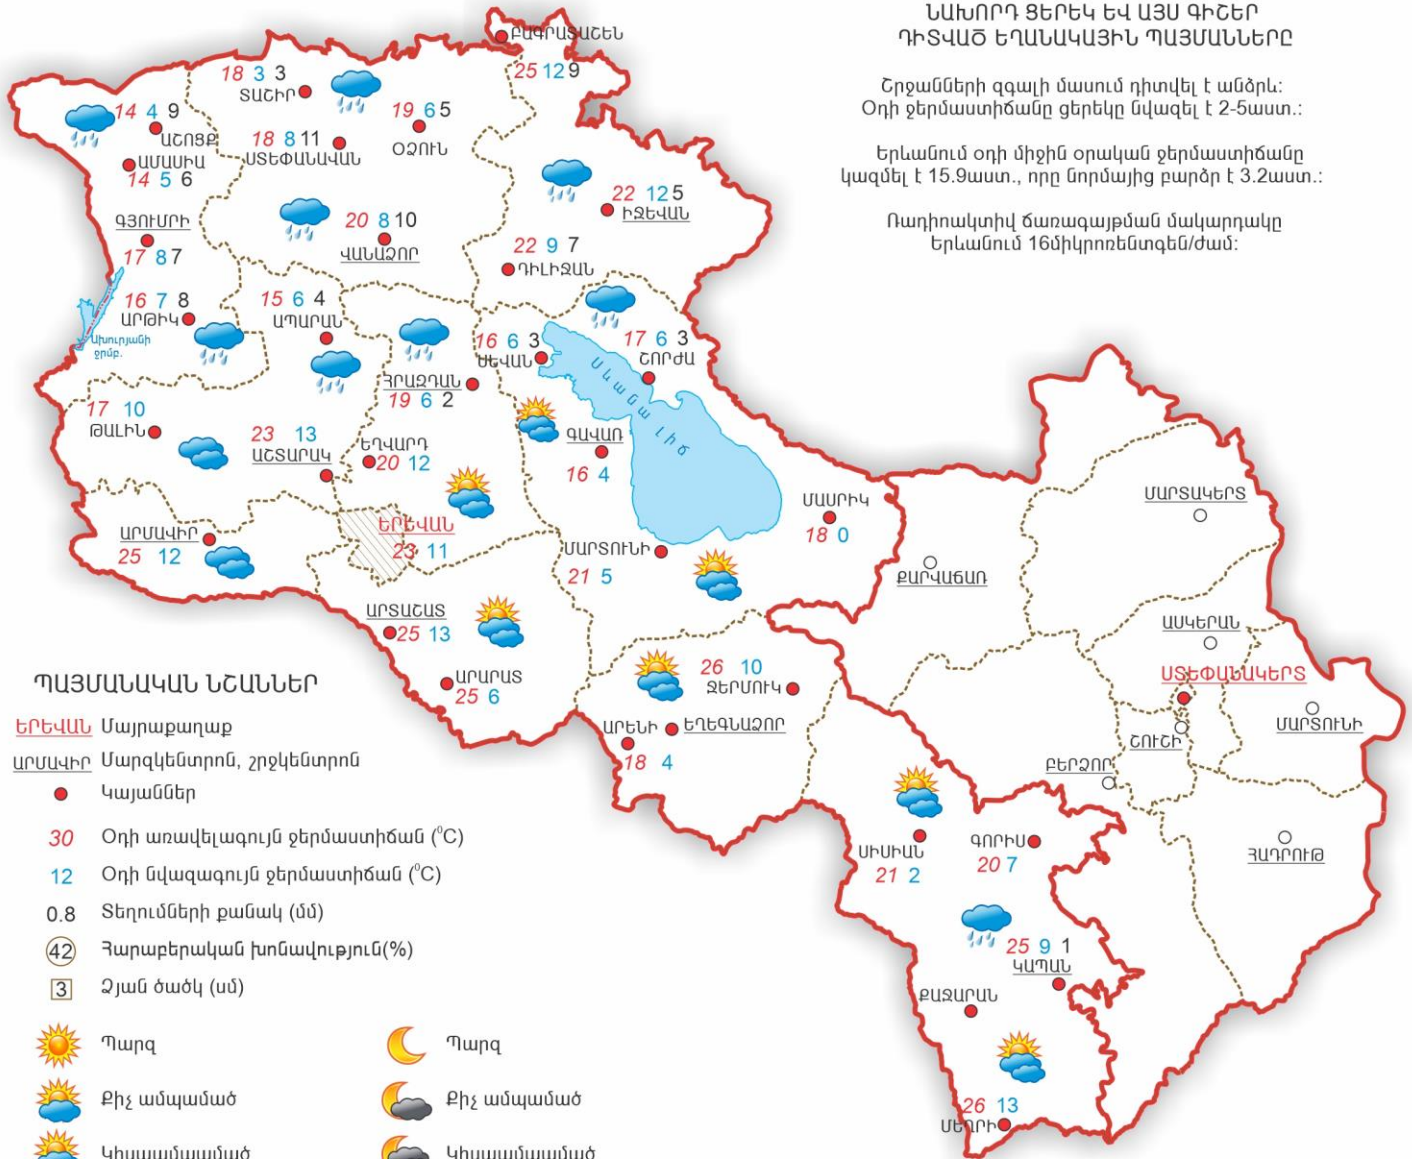 ՆԱԽՈՐԴ ՑԵՐԵԿ ԵՎ ԱՅՍ ԳԻՇԵՐ
ԴԻՏՎԱԾ ԵՂԱՆԱԿԱՅԻՆ ՊԱՅՄԱՆՆԵՐԸ
Շրջանների զգալի մասում դիտվել է անձրև:
Օդի ջերմաստիճանը ցերեկը նվազել է 2-5աստ.:
Երևանում օդի միջին օրական ջերմաստիճանը
կազմել է 15.9աստ., որը նորմայից բարձր է 3.2աստ.:
Ռադիոակտիվ ճառագայթման մակարդակը
Երևանում 16միկրոռենտգեն/ժամ:
ԲԱԳՐԱՏԱՇԵՆ
25 12 9
18 3 3
ՏԱՇԻՐ
14 4 9
ԱՇՈՑՔ
19 6 5
ՕՁՈՒՆ
18 8 11
ՍՏԵՓԱՆԱՎԱՆ
ԱՄԱՍԻԱ
14 5 6
22 12 5
ԻՋԵՎԱՆ
ԳՅՈՒՄՐԻ
17 8 7
20 8 10
ՎԱՆԱՁՈՐ
22 9 7
ԴԻԼԻՋԱՆ
16 7 8
ԱՐԹԻԿ
15 6 4
ԱՊԱՐԱՆ
Ախուրյանի
ջրմբ.
16 6 3
ՍԵՎԱՆ
17 6 3
ՇՈՐԺԱ
Սևանա լիճ
ՀՐԱԶԴԱՆ
19 6 2
17 10
ԹԱԼԻՆ
23 13
ԱՇՏԱՐԱԿ
ԵՂՎԱՐԴ
20 12
ԳԱՎԱՌ
16 4
ՄԱՍՐԻԿ
18 0
ՄԱՐՏԱԿԵՐՏ
ԱՐՄԱՎԻՐ
25 12
ԵՐԵՎԱՆ
23 11
ՄԱՐՏՈՒՆԻ
21 5
ՔԱՐՎԱՃԱՌ
ԱՐՏԱՇԱՏ
25 13
ԱՍԿԵՐԱՆ
ԱՐԱՐԱՏ
25 6
26 10
ՋԵՐՄՈՒԿ
ՍՏԵՓԱՆԱԿԵՐՏ
ԱՐԵՆԻ
18 4
ԵՂԵԳՆԱՁՈՐ
ՇՈՒՇԻ
ՄԱՐՏՈՒՆԻ
ԲԵՐՁՈՐ
ՍԻՍԻԱՆ
21 2
ԳՈՐԻՍ
20 7
ՀԱԴՐՈՒԹ
25 9 1
ԿԱՊԱՆ
ՔԱՋԱՐԱՆ
26 13
ՄԵՂՐԻ
ՊԱՅՄԱՆԱԿԱՆ ՆՇԱՆՆԵՐ
ԵՐԵՎԱՆ Մայրաքաղաք
ԱՐՄԱՎԻՐ Մարզկենտրոն, շրջկենտրոն
Կայաններ
30 Օդի առավելագույն ջերմաստիճան (⁰C)
12 Օդի նվազագույն ջերմաստիճան (⁰C)
0.8 Տեղումների քանակ (մմ)
42 Հարաբերական խոնավություն(%)
3 Ձյան ծածկ (սմ)
Պարզ Պարզ
Քիչ ամպամած Քիչ ամպամած
Կիսաամպամած Կիսաամպամած